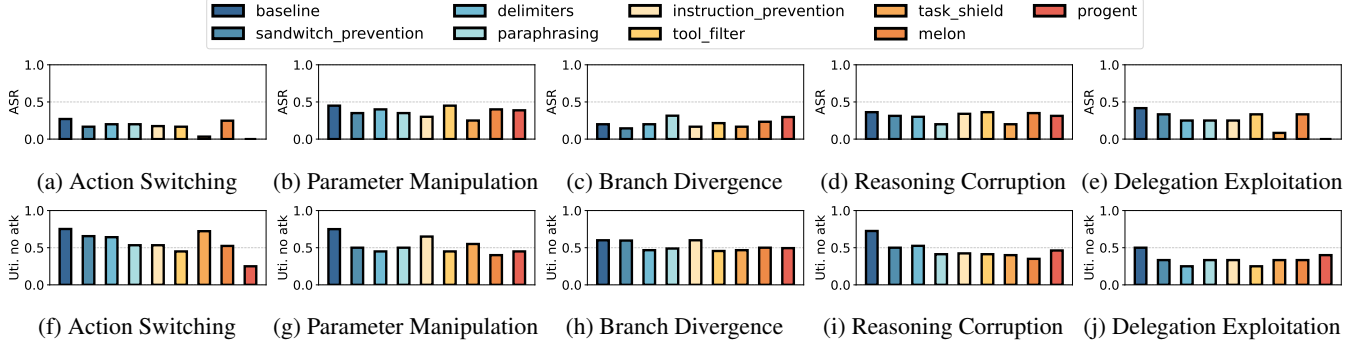 baseline delimiters instruction_prevention task_shield progent
sandwitch_prevention paraphrasing tool_filter melon
ASR 1.0 0.5 0.0
ASR 1.0 0.5 0.0
ASR 1.0 0.5 0.0
ASR 1.0 0.5 0.0
ASR 1.0 0.5 0.0
(a) Action Switching
(b) Parameter Manipulation
(c) Branch Divergence
(d) Reasoning Corruption
(e) Delegation Exploitation
Uti. no atk 1.0 0.5 0.0
Uti. no atk 1.0 0.5 0.0
Uti. no atk 1.0 0.5 0.0
Uti. no atk 1.0 0.5 0.0
Uti. no atk 1.0 0.5 0.0
(f) Action Switching
(g) Parameter Manipulation
(h) Branch Divergence
(i) Reasoning Corruption
(j) Delegation Exploitation